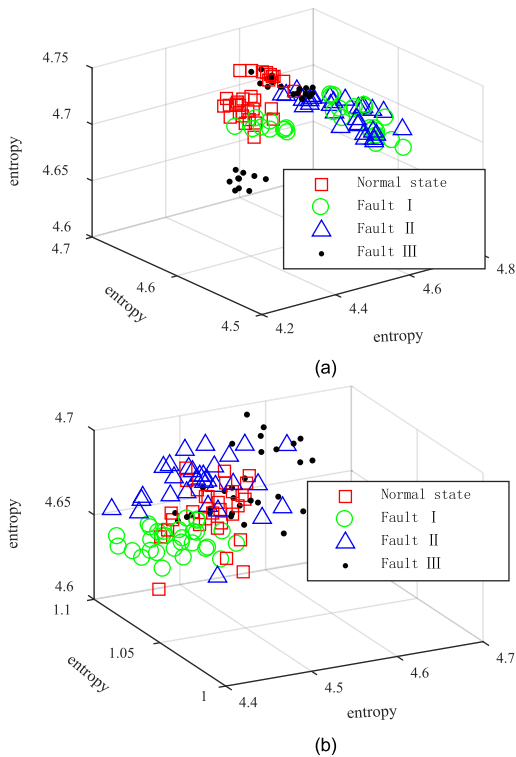 4.75
4.7
4.65
4.6
4.7
4.6
4.5
4.2
4.4
4.6
4.8
entropy
entropy
entropy
Normal state
Fault Ⅰ
Fault Ⅱ
Fault Ⅲ
(a)
4.7
4.65
4.6
1.1
1.05
1
4.4
4.5
4.6
4.7
entropy
entropy
entropy
Normal state
Fault Ⅰ
Fault Ⅱ
Fault Ⅲ
(b)